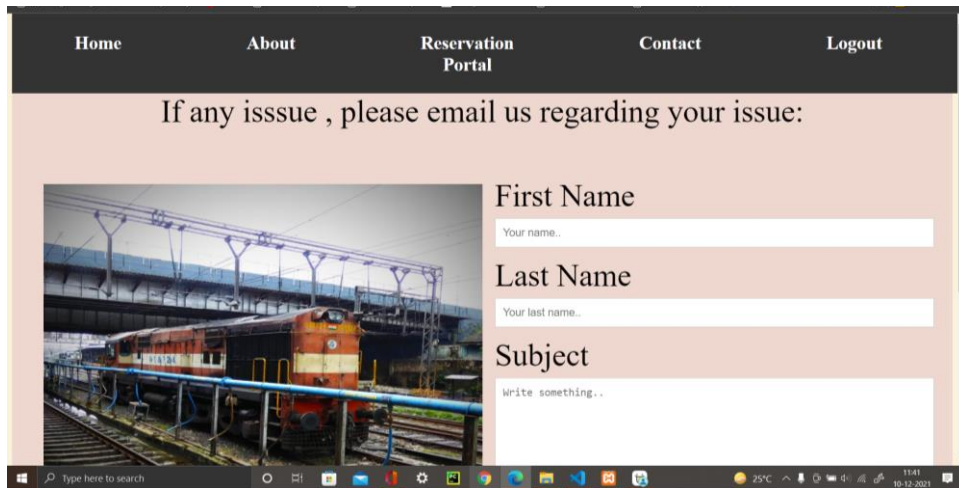 Home
About
Reservation
Portal
Contact
Logout
If any isssue , please email us regarding your issue:
First Name
Your name..
Last Name
Your last name..
Subject
Write something..
Type here to search
25°C
11:41
10-12-2021